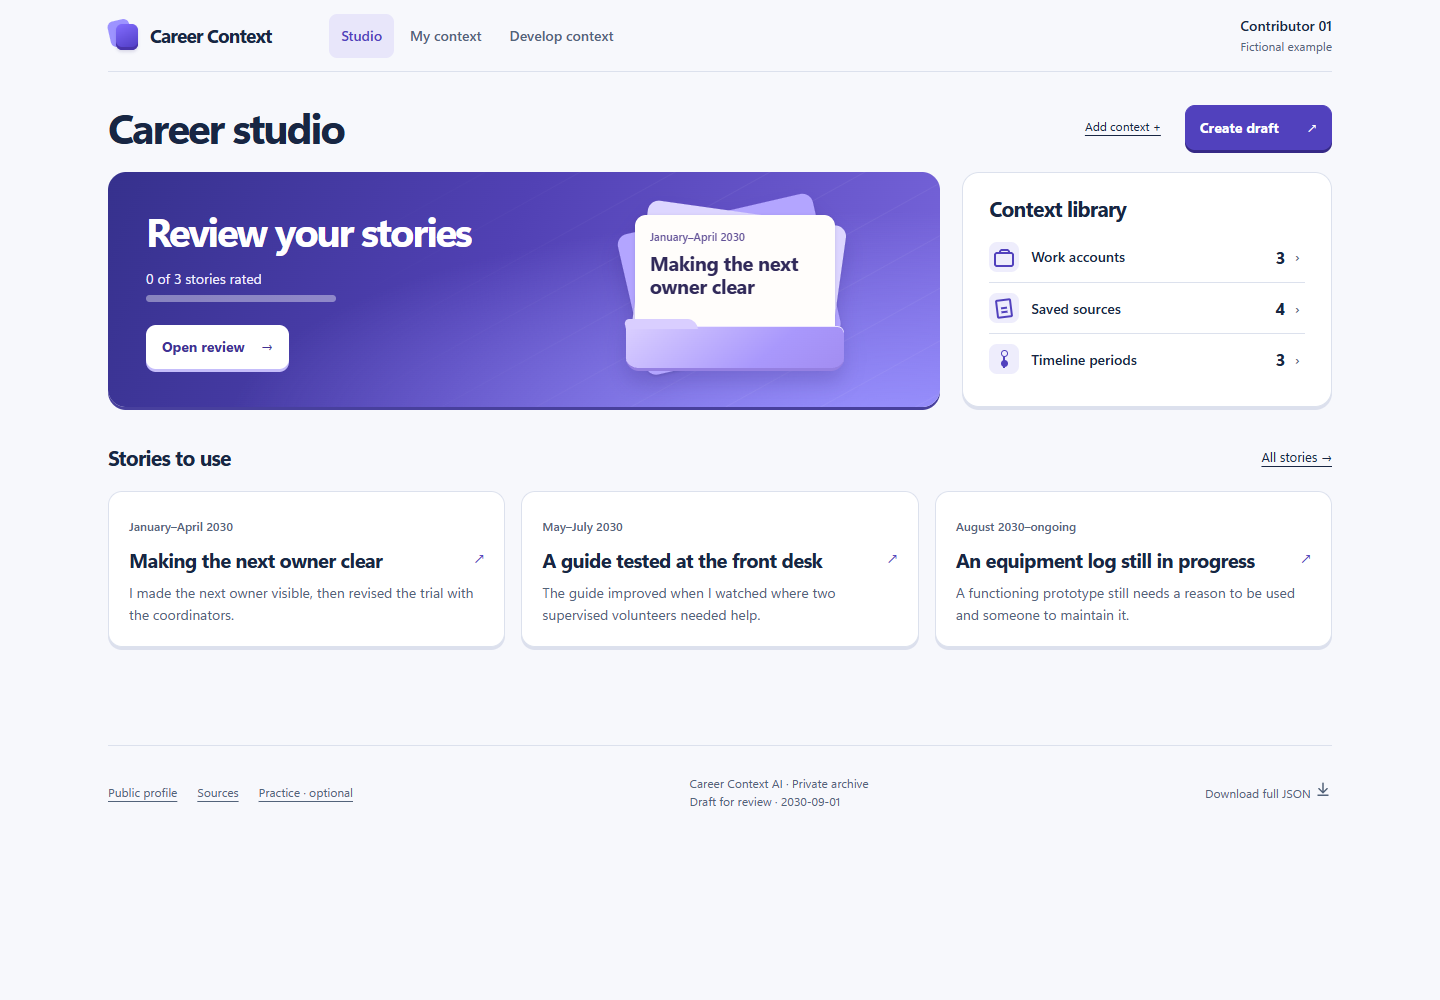 Career Context
Studio
My context
Develop context
Contributor 01
Fictional example
Career studio
Add context +
Create draft ↗
Review your stories
0 of 3 stories rated
Open review →
January–April 2030
Making the next
owner clear
Context library
Work accounts 3 ›
Saved sources 4 ›
Timeline periods 3 ›
Stories to use
All stories →
January–April 2030
Making the next owner clear ↗
I made the next owner visible, then revised the trial with
the coordinators.
May–July 2030
A guide tested at the front desk ↗
The guide improved when I watched where two
supervised volunteers needed help.
August 2030–ongoing
An equipment log still in progress ↗
A functioning prototype still needs a reason to be used
and someone to maintain it.
Public profile
Sources
Practice · optional
Career Context AI · Private archive
Draft for review · 2030-09-01
Download full JSON